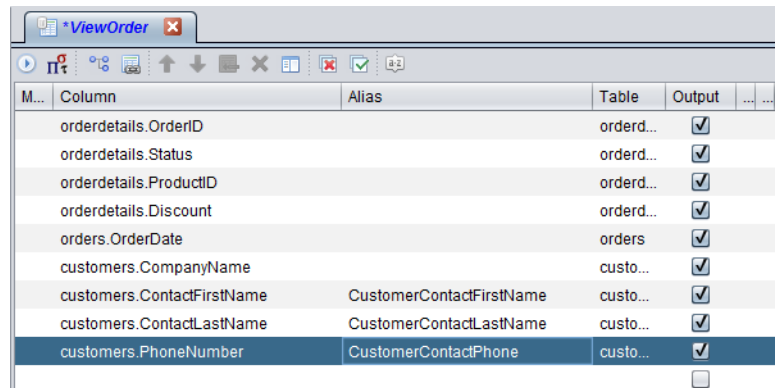 *ViewOrder
M... Column Alias Table Output ... ...
orderdetails.OrderID orderd...
orderdetails.Status orderd...
orderdetails.ProductID orderd...
orderdetails.Discount orderd...
orders.OrderDate orders
customers.CompanyName custo...
customers.ContactFirstName CustomerContactFirstName custo...
customers.ContactLastName CustomerContactLastName custo...
customers.PhoneNumber CustomerContactPhone custo...